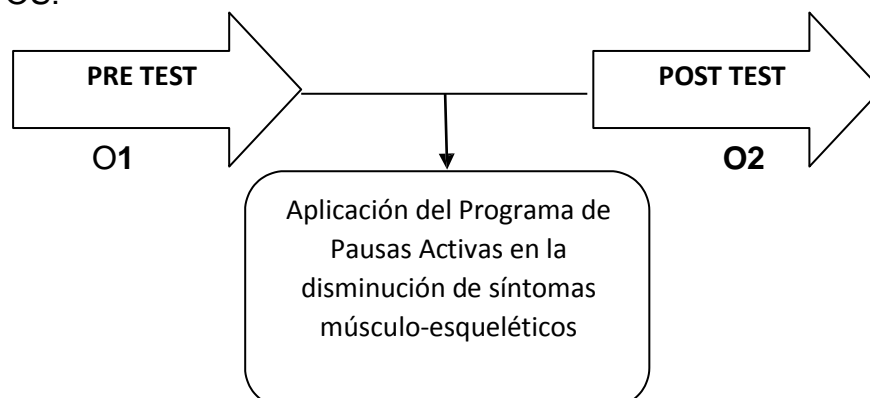 PRE TEST
POST TEST
O1
O2
Aplicación del Programa de
Pausas Activas en la
disminución de síntomas
músculo-esqueléticos